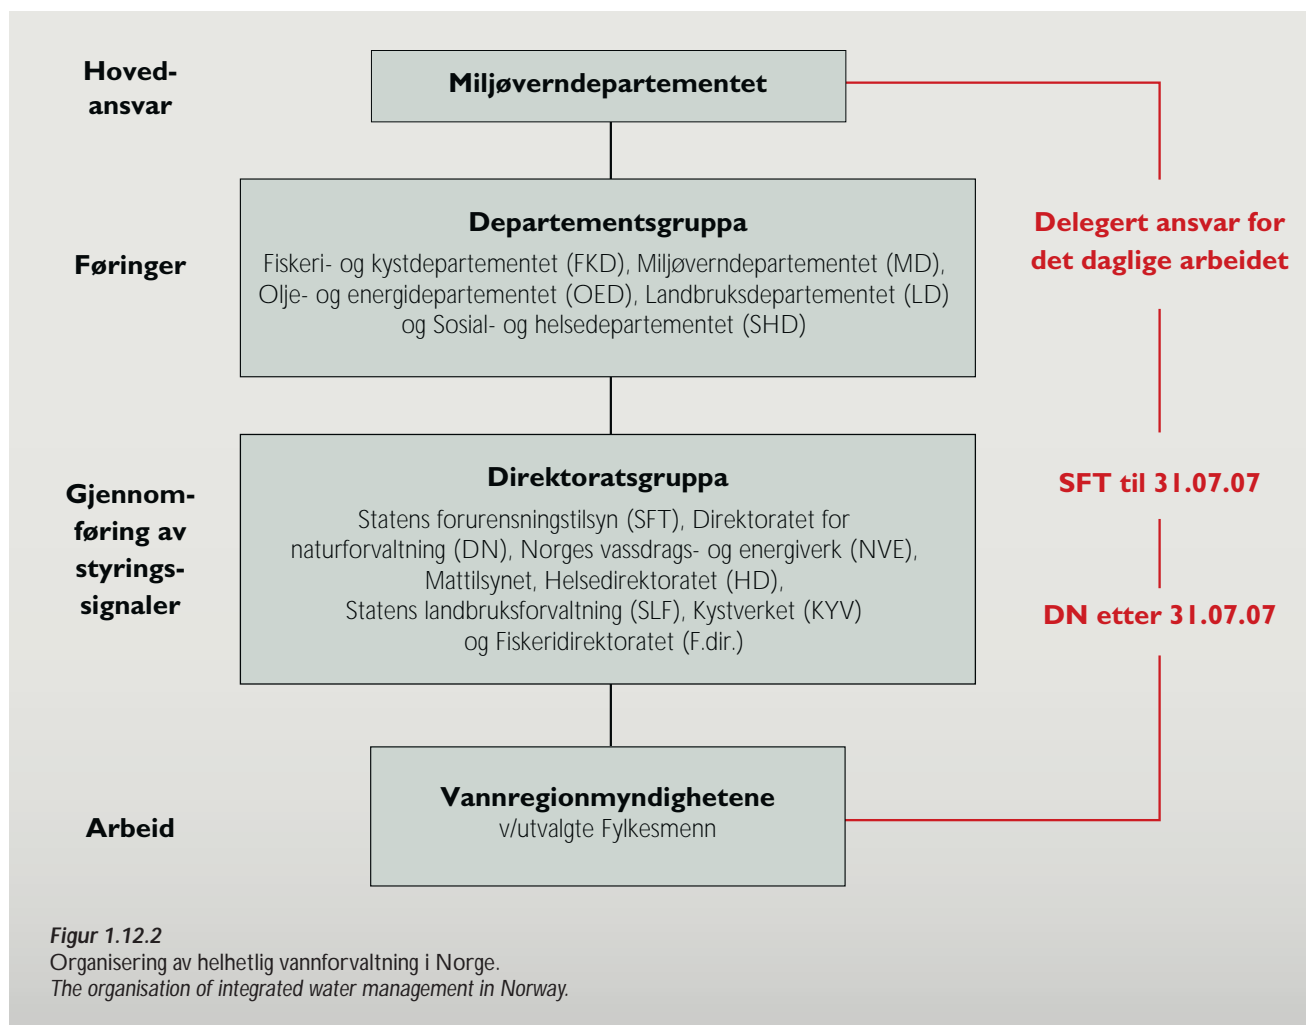 Hoved-
ansvar
Miljøverndepartementet
Føringer
Departementsgruppa
Fiskeri- og kystdepartementet (FKD), Miljøverndepartementet (MD),
Olje- og energidepartementet (OED), Landbruksdepartementet (LD)
og Sosial- og helsedepartementet (SHD)
Delegert ansvar for
det daglige arbeidet
Gjennom-
føring av
styrings-
signaler
Direktoratsgruppa
Statens forurensningstilsyn (SFT), Direktoratet for
naturforvaltning (DN), Norges vassdrags- og energiverk (NVE),
Mattilsynet, Helsedirektoratet (HD),
Statens landbruksforvaltning (SLF), Kystverket (KYV)
og Fiskeridirektoratet (F.dir.)
SFT til 31.07.07
DN etter 31.07.07
Arbeid
Vannregionmyndighetene
v/utvalgte Fylkesmenn
Figur 1.12.2
Organisering av helhetlig vannforvaltning i Norge.
The organisation of integrated water management in Norway.